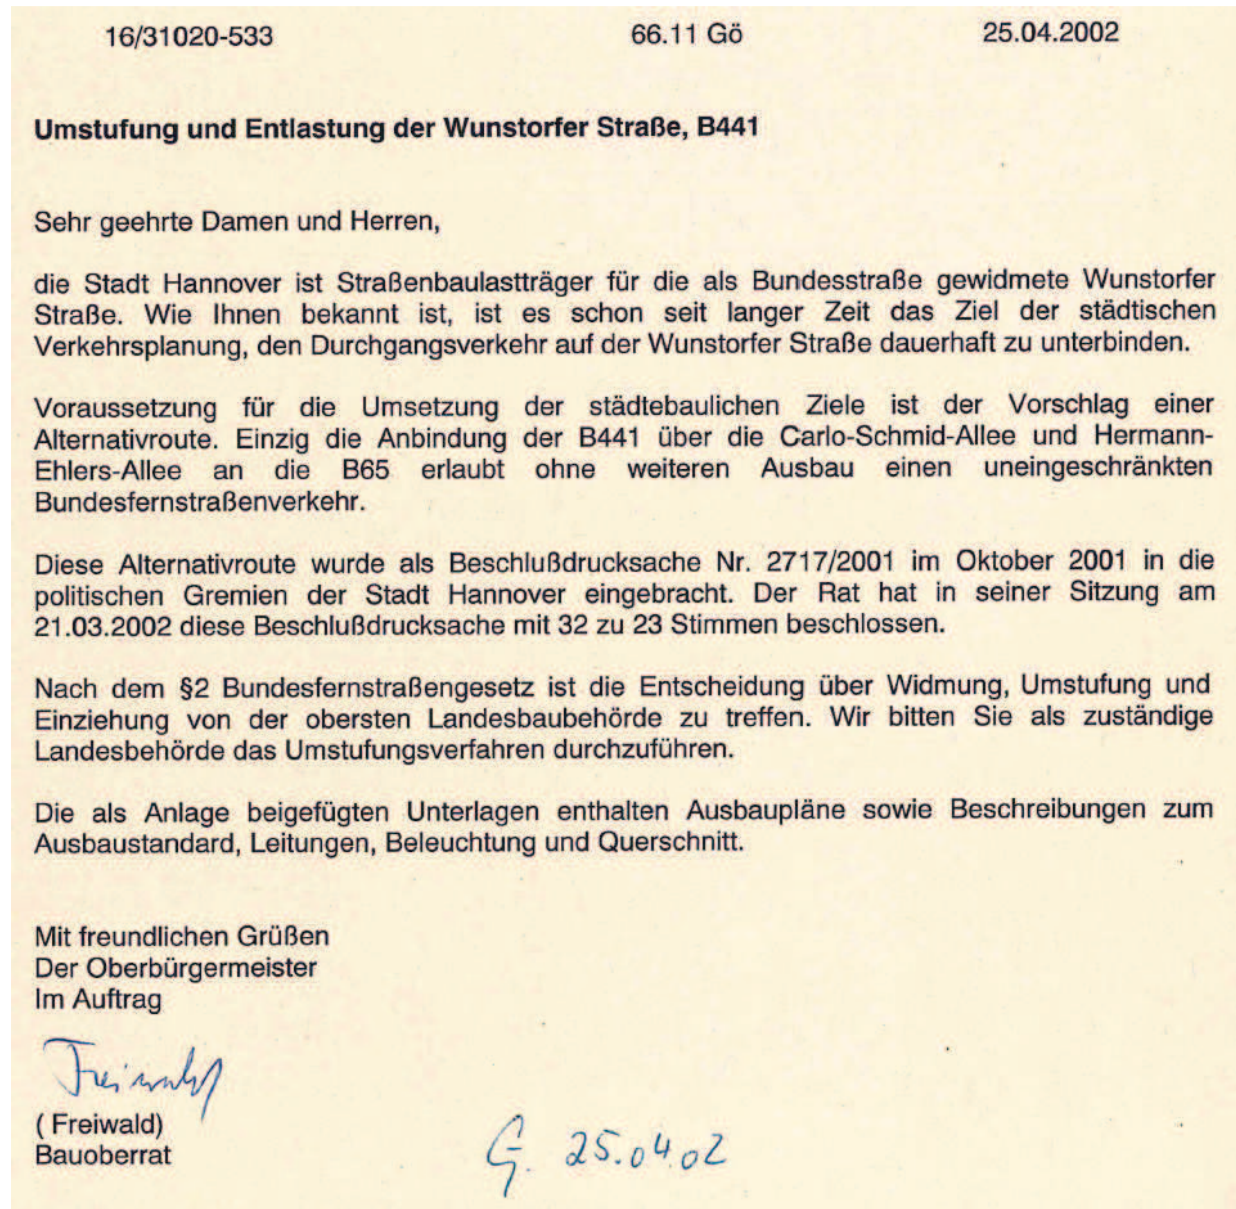 16/31020-533 66.11 Gö 25.04.2002
Umstufung und Entlastung der Wunstorfer Straße, B441
Sehr geehrte Damen und Herren,
die Stadt Hannover ist Straßenbaulastträger für die als Bundesstraße gewidmete Wunstorfer
Straße. Wie Ihnen bekannt ist, ist es schon seit langer Zeit das Ziel der städtischen
Verkehrsplanung, den Durchgangsverkehr auf der Wunstorfer Straße dauerhaft zu unterbinden.
Voraussetzung für die Umsetzung der städtebaulichen Ziele ist der Vorschlag einer
Alternativroute. Einzig die Anbindung der B441 über die Carlo-Schmid-Allee und Hermann-
Ehlers-Allee an die B65 erlaubt ohne weiteren Ausbau einen uneingeschränkten
Bundesfernstraßenverkehr.
Diese Alternativroute wurde als Beschlußdrucksache Nr. 2717/2001 im Oktober 2001 in die
politischen Gremien der Stadt Hannover eingebracht. Der Rat hat in seiner Sitzung am
21.03.2002 diese Beschlußdrucksache mit 32 zu 23 Stimmen beschlossen.
Nach dem §2 Bundesfernstraßengesetz ist die Entscheidung über Widmung, Umstufung und
Einziehung von der obersten Landesbaubehörde zu treffen. Wir bitten Sie als zuständige
Landesbehörde das Umstufungsverfahren durchzuführen.
Die als Anlage beigefügten Unterlagen enthalten Ausbaupläne sowie Beschreibungen zum
Ausbaustandard, Leitungen, Beleuchtung und Querschnitt.
Mit freundlichen Grüßen
Der Oberbürgermeister
Im Auftrag
Freiwald
( Freiwald)
Bauoberrat
G. 25.04.02